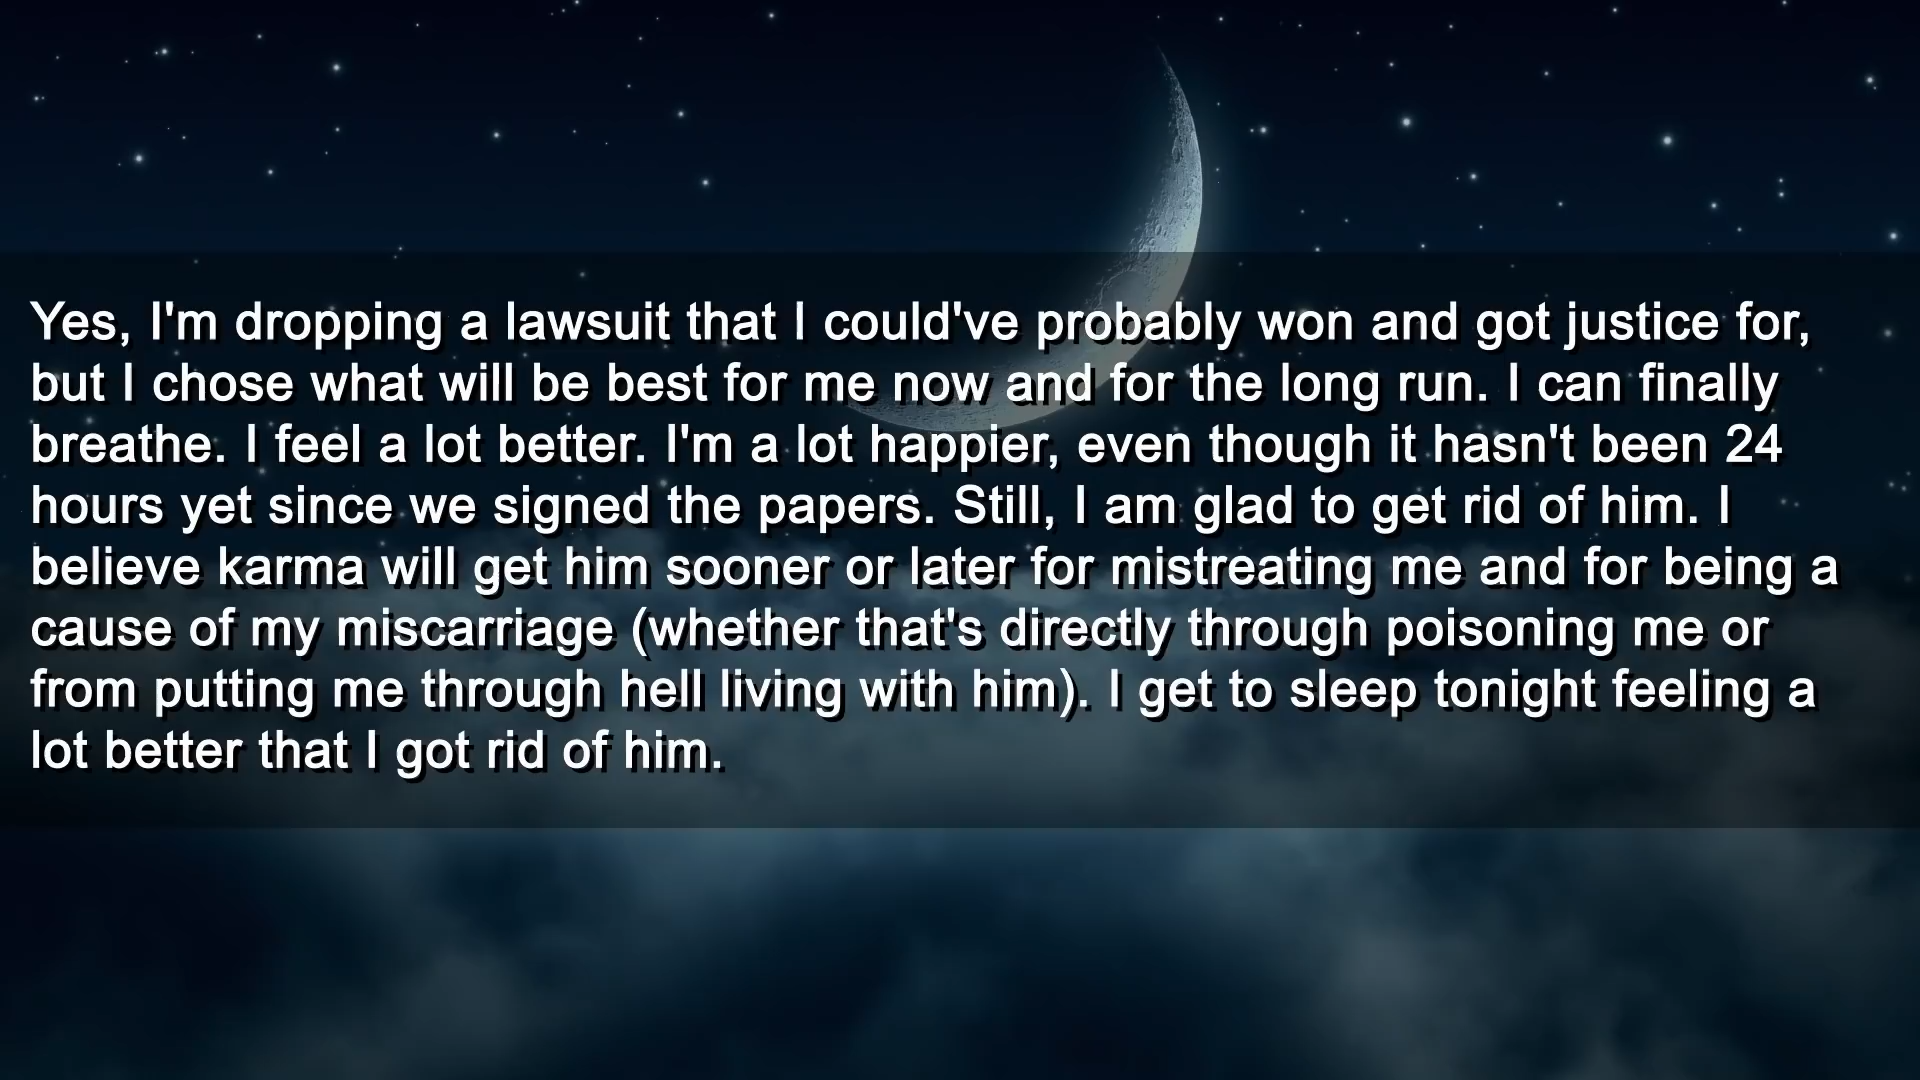 Yes, I'm dropping a lawsuit that I could've probably won and got justice for,
but I chose what will be best for me now and for the long run. I can finally
breathe. I feel a lot better. I'm a lot happier, even though it hasn't been 24
hours yet since we signed the papers. Still, I am glad to get rid of him. I
believe karma will get him sooner or later for mistreating me and for being a
cause of my miscarriage (whether that's directly through poisoning me or
from putting me through hell living with him). I get to sleep tonight feeling a
lot better that I got rid of him.